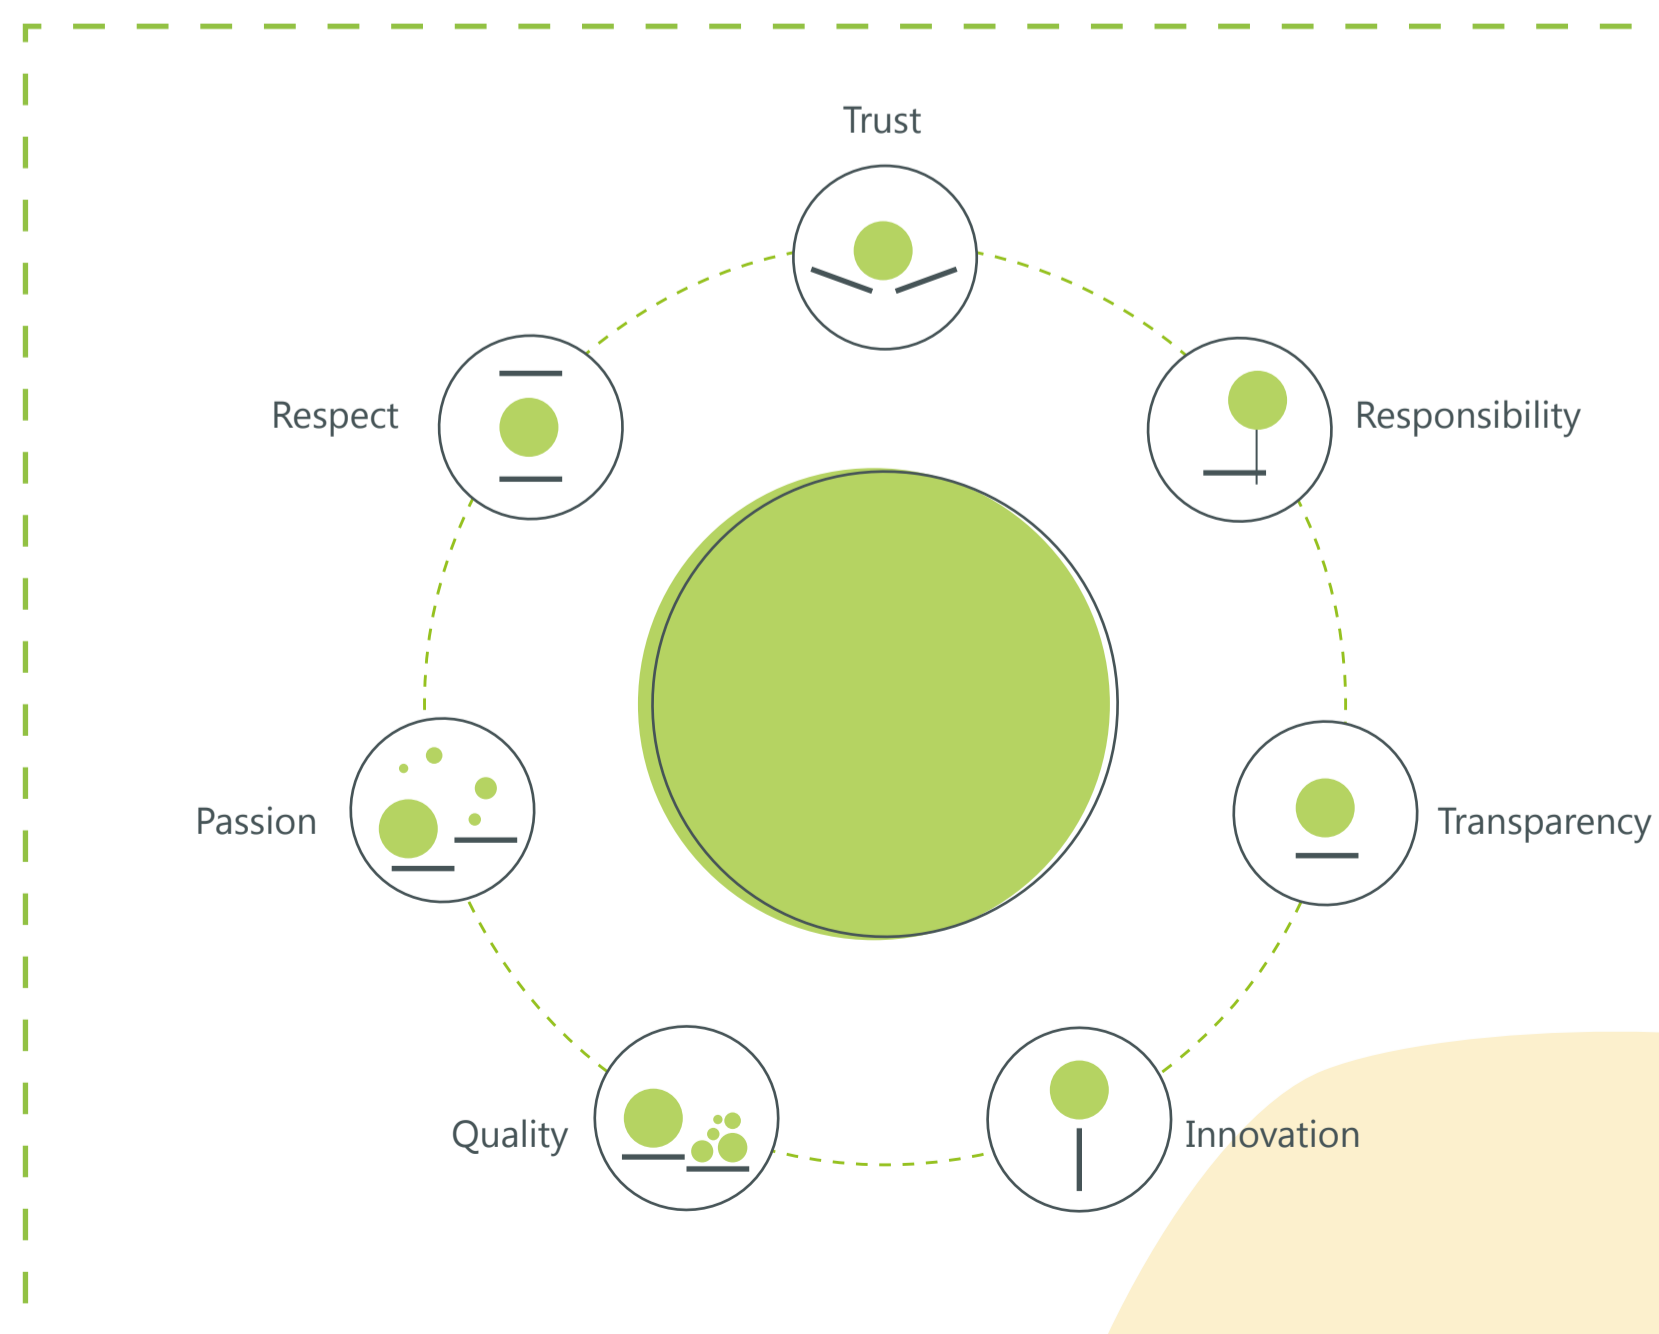 Trust
Respect
Responsibility
Passion
Transparency
Quality
Innovation